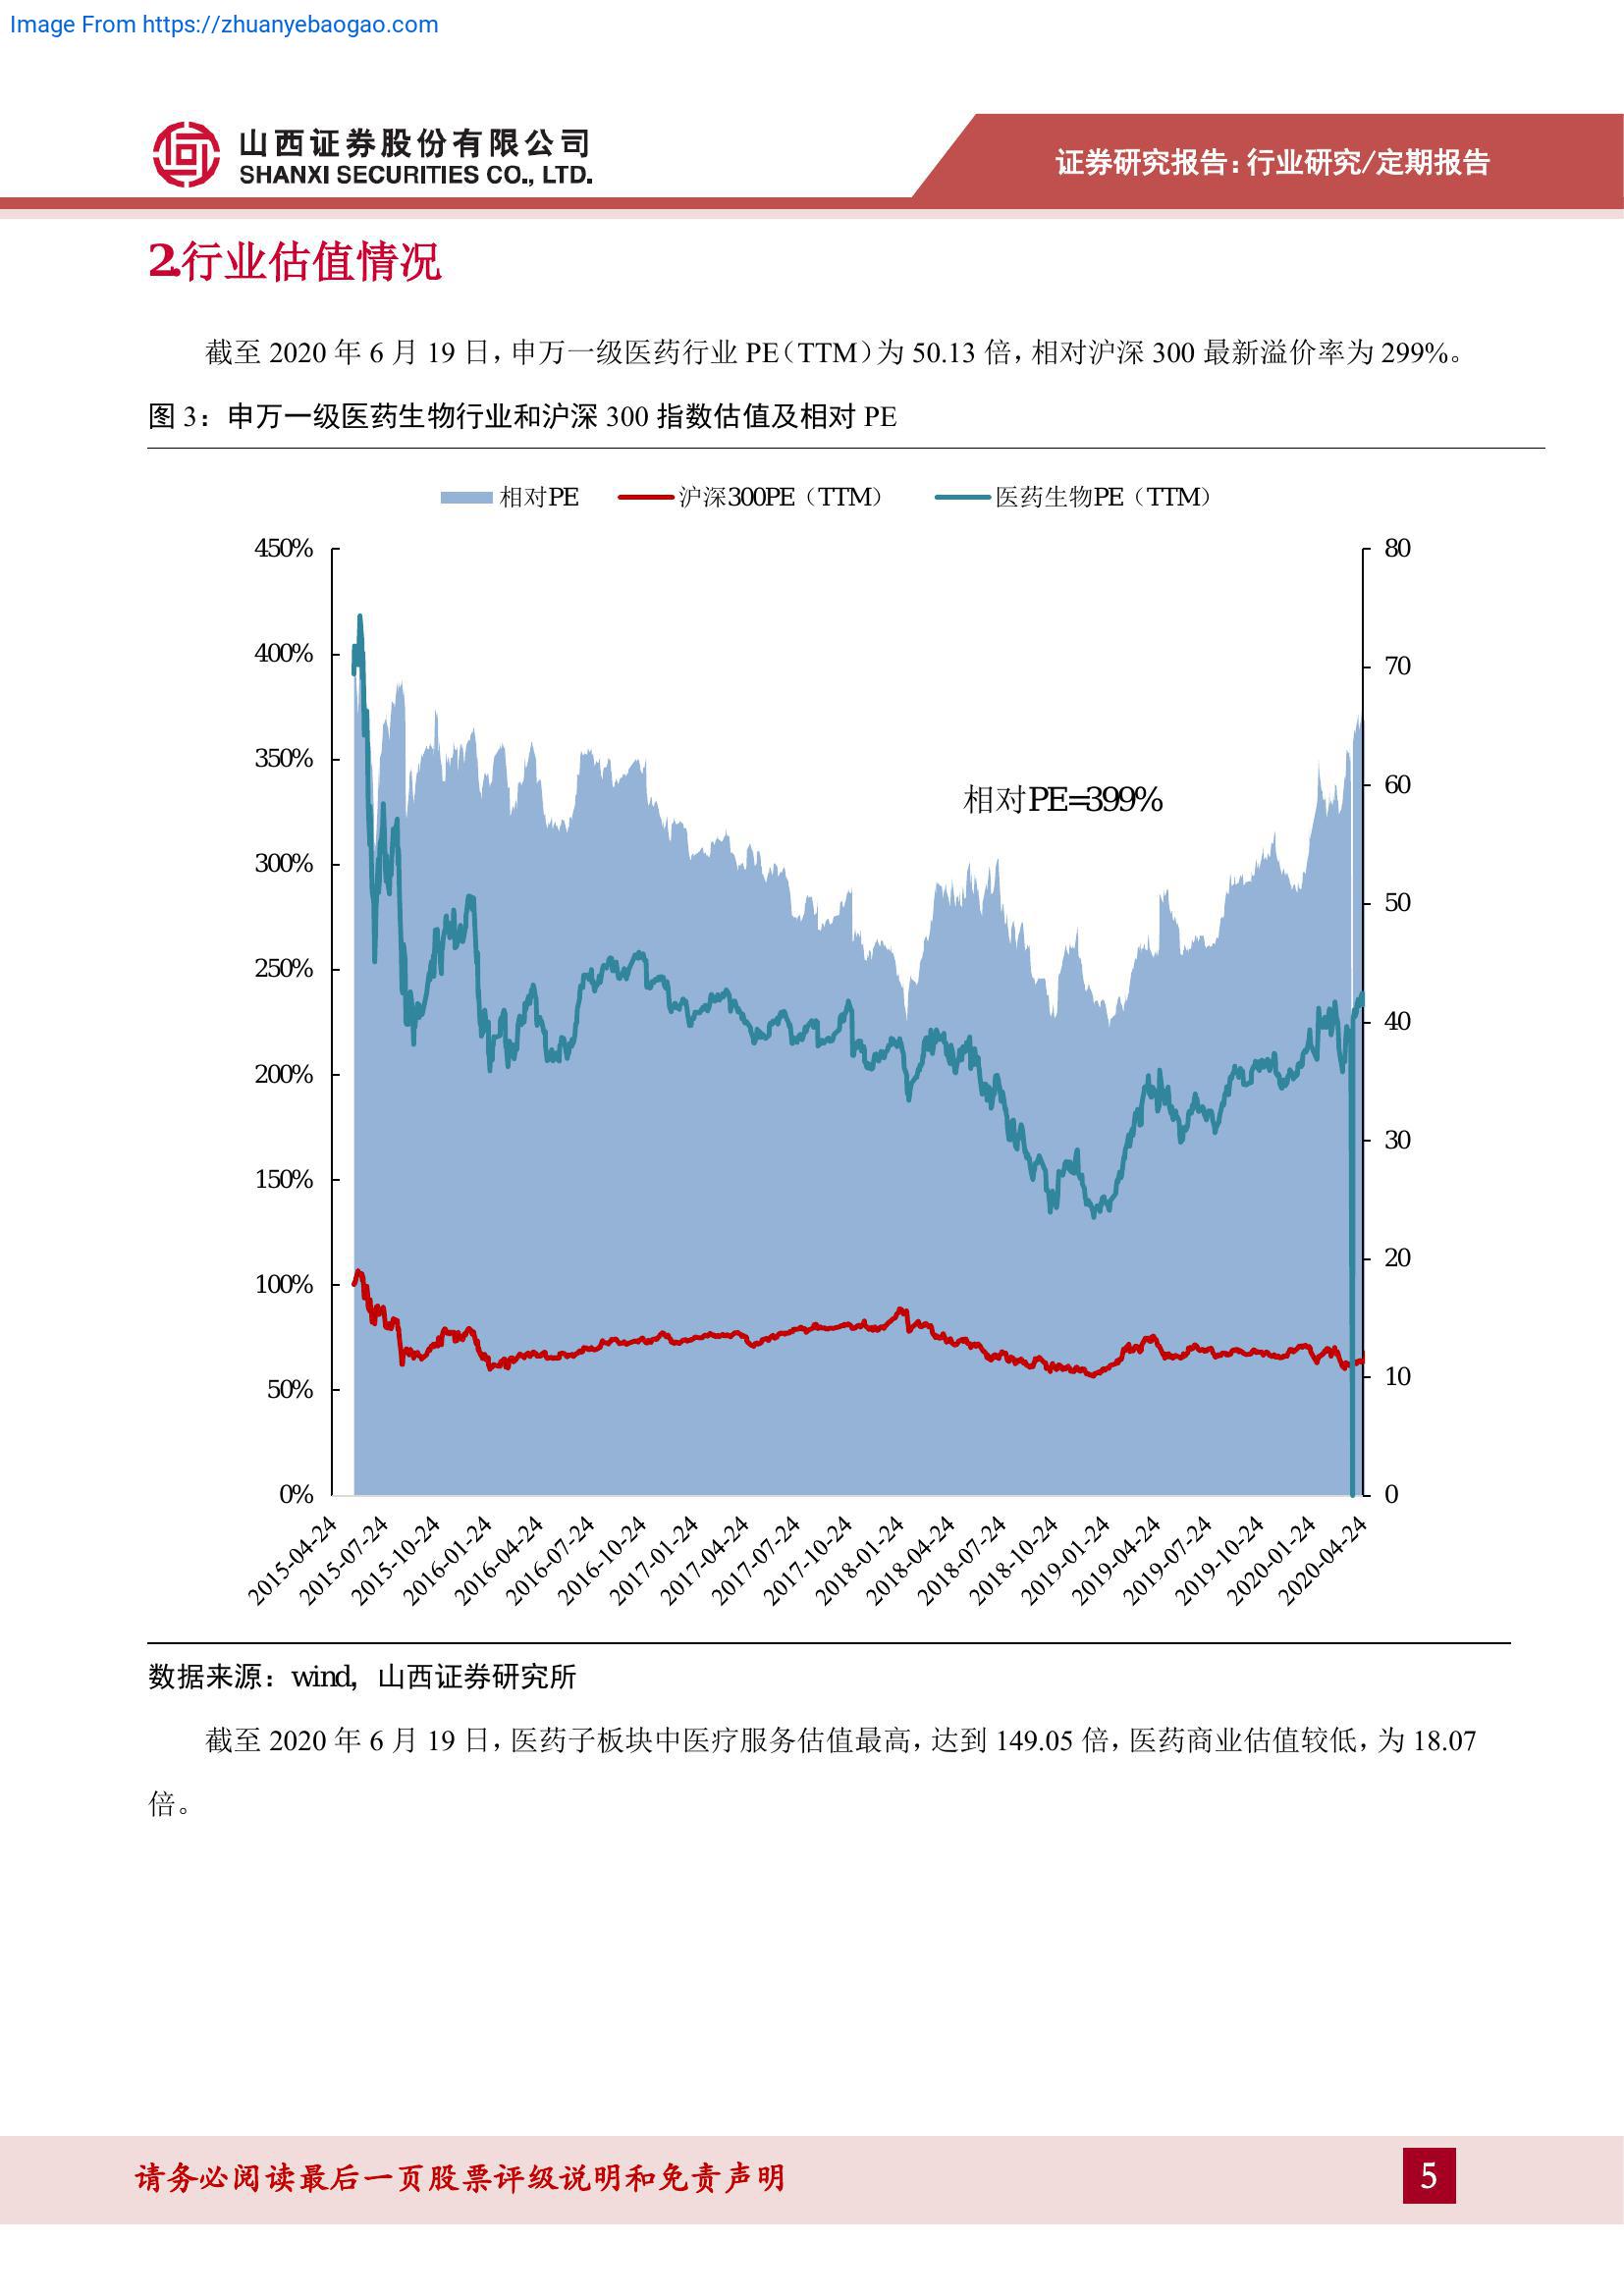 Image From https://zhuanyebaogao.com
山西证券股份有限公司
SHANXI SECURITIES CO., LTD.
证券研究报告：行业研究/定期报告
2.行业估值情况
截至 2020 年 6 月 19 日，申万一级医药行业 PE（TTM）为 50.13 倍，相对沪深 300 最新溢价率为 299%。
图 3：申万一级医药生物行业和沪深 300 指数估值及相对 PE
相对PE 沪深300PE（TTM） 医药生物PE（TTM）
450% 80
400% 70
350% 60
相对PE=399%
300% 50
250% 40
200% 30
150% 20
100% 10
50% 0
0%
2015-04-24
2015-07-24
2015-10-24
2016-01-24
2016-04-24
2016-07-24
2016-10-24
2017-01-24
2017-04-24
2017-07-24
2017-10-24
2018-01-24
2018-04-24
2018-07-24
2018-10-24
2019-01-24
2019-04-24
2019-07-24
2019-10-24
2020-01-24
2020-04-24
数据来源：wind，山西证券研究所
截至 2020 年 6 月 19 日，医药子板块中医疗服务估值最高，达到 149.05 倍，医药商业估值较低，为 18.07
倍。
请务必阅读最后一页股票评级说明和免责声明
5